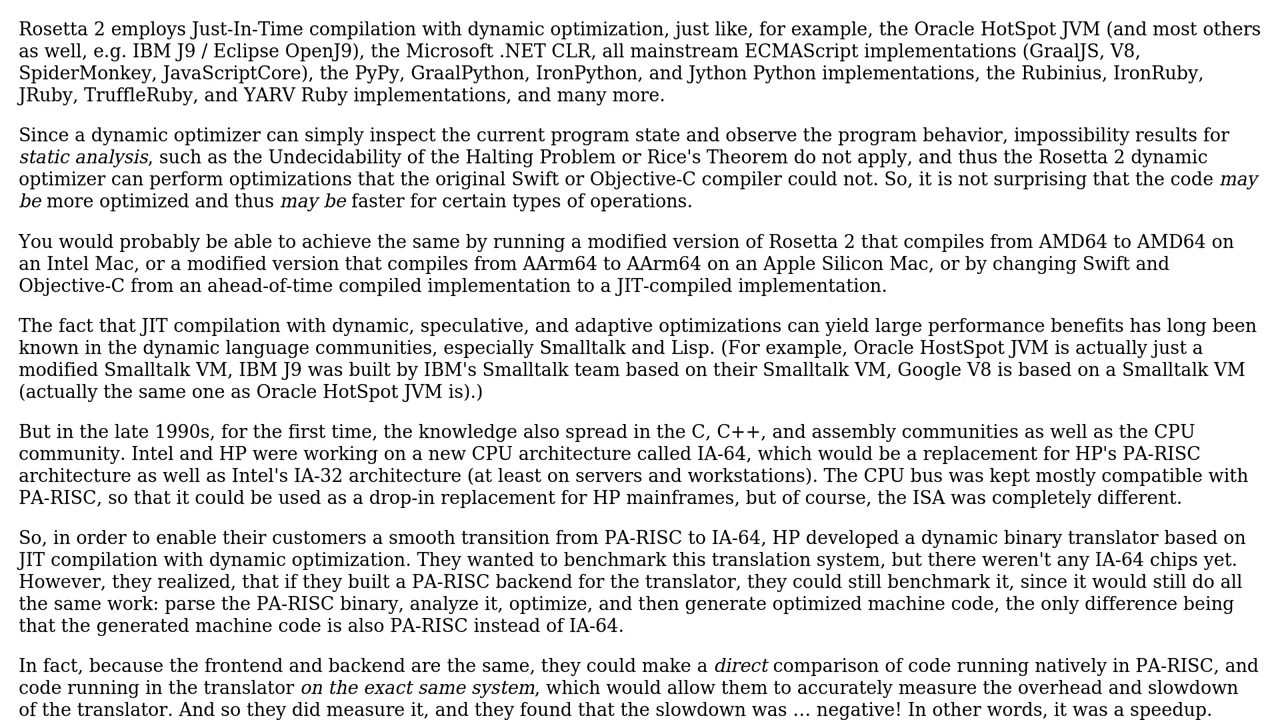 Rosetta 2 employs Just-In-Time compilation with dynamic optimization, just like, for example, the Oracle HotSpot JVM (and most others
as well, e.g. IBM J9 / Eclipse OpenJ9), the Microsoft .NET CLR, all mainstream ECMAScript implementations (GraalJS, V8,
SpiderMonkey, JavaScriptCore), the PyPy, GraalPython, IronPython, and Jython Python implementations, the Rubinius, IronRuby,
JRuby, TruffleRuby, and YARV Ruby implementations, and many more.
Since a dynamic optimizer can simply inspect the current program state and observe the program behavior, impossibility results for
static analysis, such as the Undecidability of the Halting Problem or Rice's Theorem do not apply, and thus the Rosetta 2 dynamic
optimizer can perform optimizations that the original Swift or Objective-C compiler could not. So, it is not surprising that the code may
be more optimized and thus may be faster for certain types of operations.
You would probably be able to achieve the same by running a modified version of Rosetta 2 that compiles from AMD64 to AMD64 on
an Intel Mac, or a modified version that compiles from AArm64 to AArm64 on an Apple Silicon Mac, or by changing Swift and
Objective-C from an ahead-of-time compiled implementation to a JIT-compiled implementation.
The fact that JIT compilation with dynamic, speculative, and adaptive optimizations can yield large performance benefits has long been
known in the dynamic language communities, especially Smalltalk and Lisp. (For example, Oracle HostSpot JVM is actually just a
modified Smalltalk VM, IBM J9 was built by IBM's Smalltalk team based on their Smalltalk VM, Google V8 is based on a Smalltalk VM
(actually the same one as Oracle HotSpot JVM is).)
But in the late 1990s, for the first time, the knowledge also spread in the C, C++, and assembly communities as well as the CPU
community. Intel and HP were working on a new CPU architecture called IA-64, which would be a replacement for HP's PA-RISC
architecture as well as Intel's IA-32 architecture (at least on servers and workstations). The CPU bus was kept mostly compatible with
PA-RISC, so that it could be used as a drop-in replacement for HP mainframes, but of course, the ISA was completely different.
So, in order to enable their customers a smooth transition from PA-RISC to IA-64, HP developed a dynamic binary translator based on
JIT compilation with dynamic optimization. They wanted to benchmark this translation system, but there weren't any IA-64 chips yet.
However, they realized, that if they built a PA-RISC backend for the translator, they could still benchmark it, since it would still do all
the same work: parse the PA-RISC binary, analyze it, optimize, and then generate optimized machine code, the only difference being
that the generated machine code is also PA-RISC instead of IA-64.
In fact, because the frontend and backend are the same, they could make a direct comparison of code running natively in PA-RISC, and
code running in the translator on the exact same system, which would allow them to accurately measure the overhead and slowdown
of the translator. And so they did measure it, and they found that the slowdown was … negative! In other words, it was a speedup.